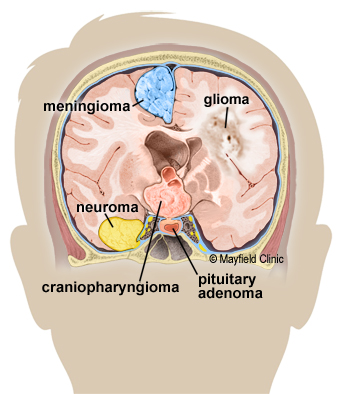 meningioma
glioma
neuroma
© Mayfield Clinic
craniopharyngioma
pituitary
adenoma